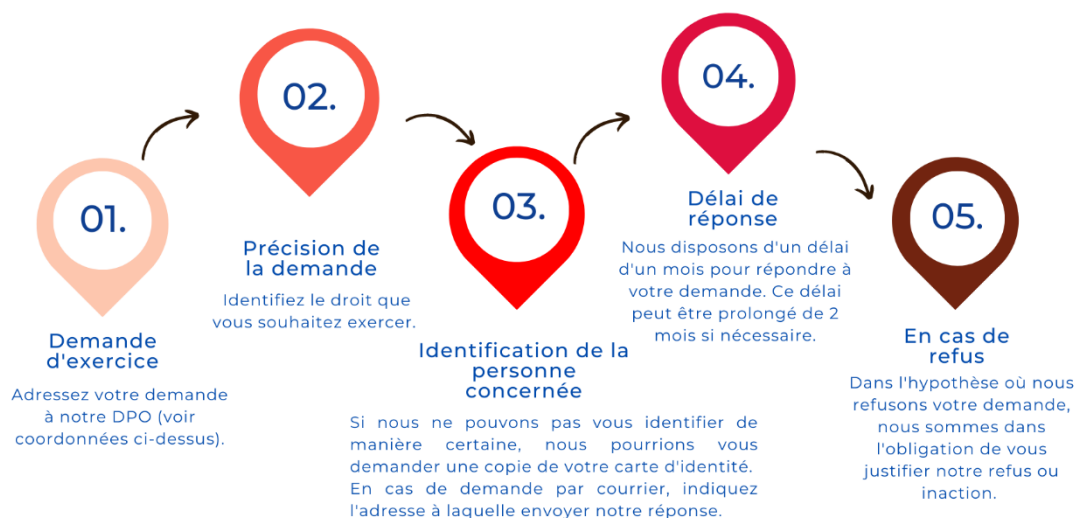 01.
Demande
d'exercice
Adressez votre demande
à notre DPO (voir
coordonnées ci-dessus).
02.
Précision de
la demande
Identifiez le droit que
vous souhaitez exercer.
03.
Identification de la
personne
concernée
Si nous ne pouvons pas vous identifier de
manière certaine, nous pourrions vous
demander une copie de votre carte d'identité.
En cas de demande par courrier, indiquez
l'adresse à laquelle envoyer notre réponse.
04.
Délai de
réponse
Nous disposons d'un délai
d'un mois pour répondre à
votre demande. Ce délai
peut être prolongé de 2
mois si nécessaire.
05.
En cas de
refus
Dans l'hypothèse où nous
refusons votre demande,
nous sommes dans
l'obligation de vous
justifier notre refus ou
inaction.